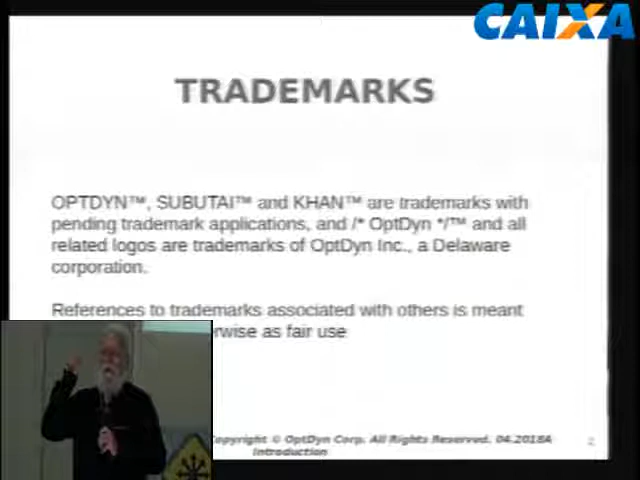 CAIXA
TRADEMARKS
OPTDYN™, SUBUTAI™ and KHAN™ are trademarks with
pending trademark applications, and /* OptDyn */™ and all
related logos are trademarks of OptDyn Inc., a Delaware
corporation.
References to trademarks associated with others is meant
as fair use
Copyright © OptDyn Corp. All Rights Reserved. 04.2018A
Introduction
2